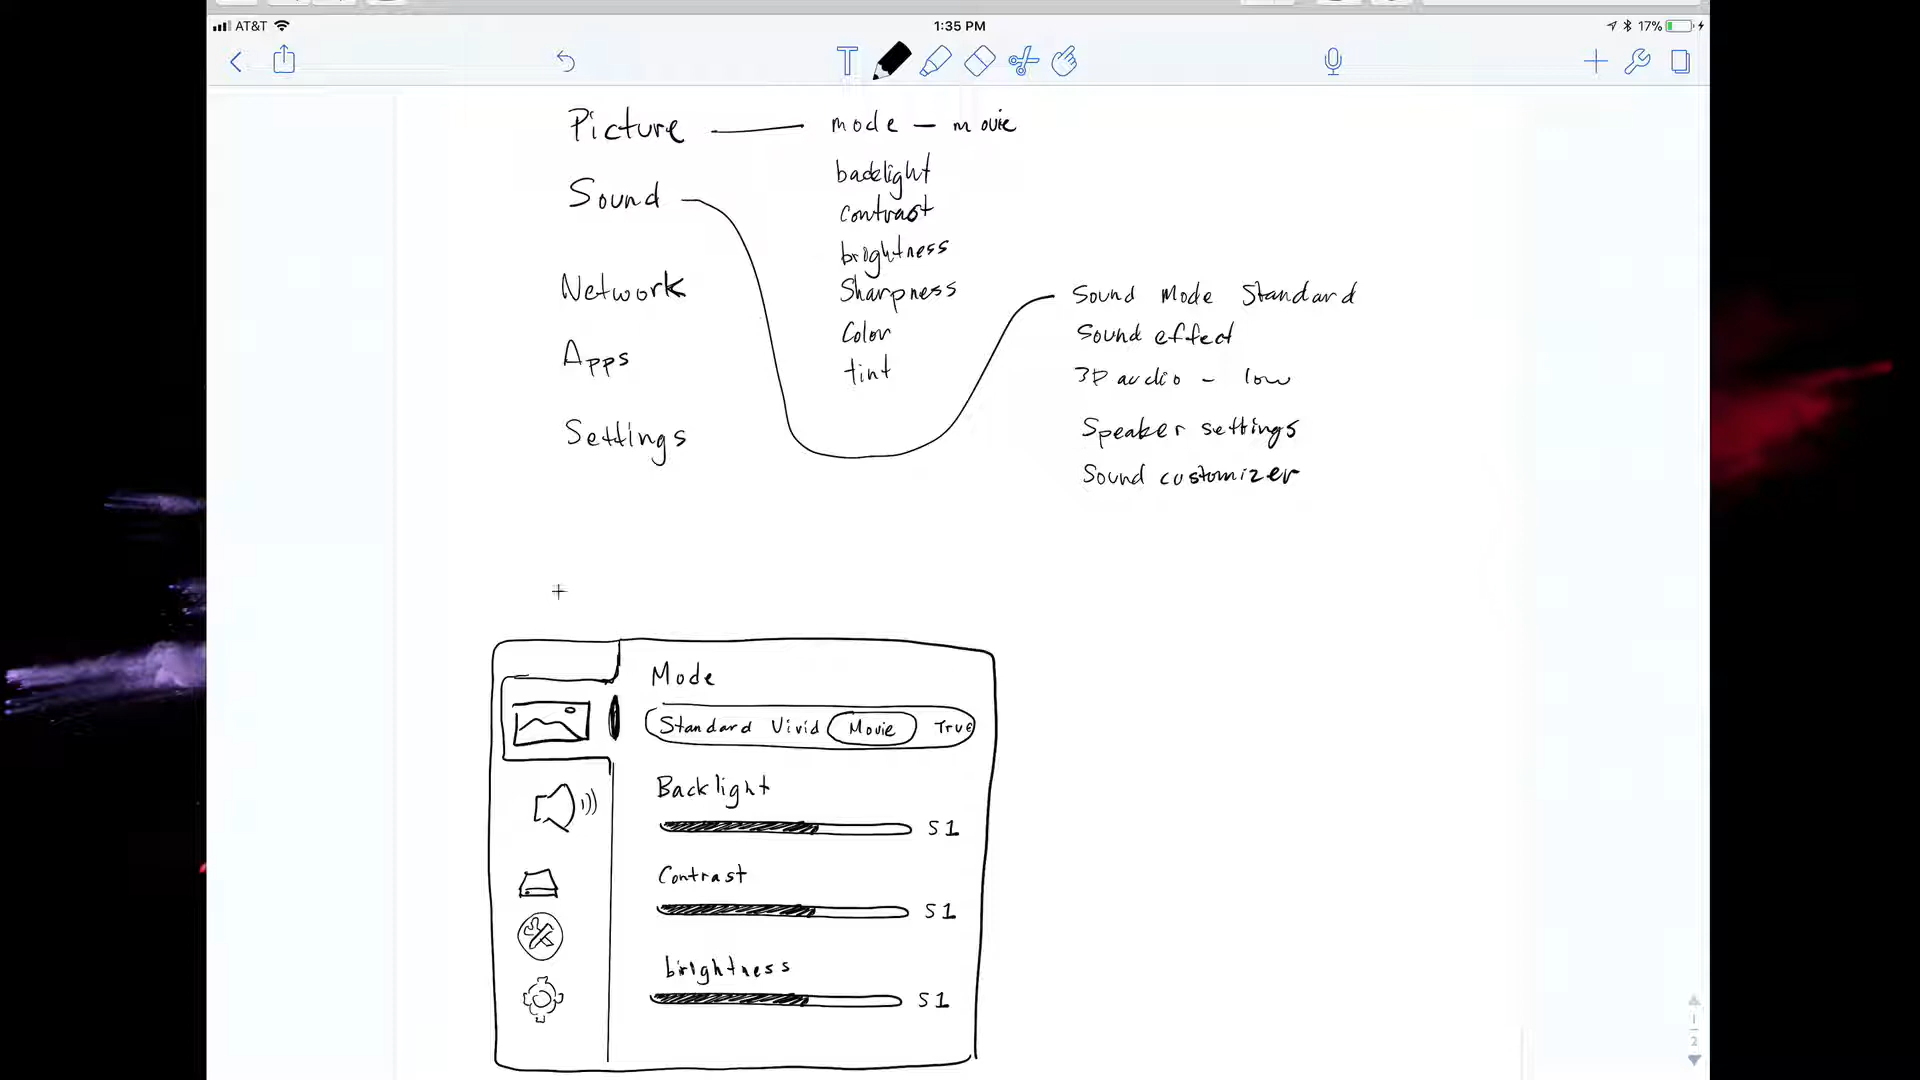 AT&T 1:35 PM 17%
Picture — mode — movie
backlight
Sound
contrast
brightness
Network
Sharpness
Sound Mode Standard
Color
Sound effect
Apps
tint
3D audio - low
Settings
Speaker settings
Sound customizer
Mode
Standard Vivid Movie True
Backlight
51
Contrast
51
brightness
51
1
2